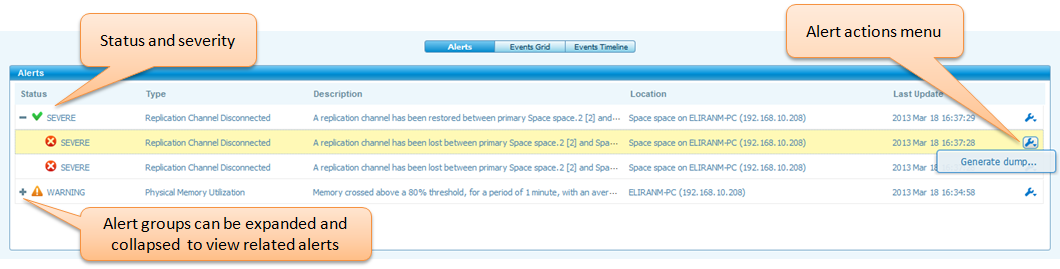 Status and severity
Alert actions menu
Alerts Events Grid Events Timeline
Alerts
Status Type Description Location Last Update
SEVERE Replication Channel Disconnected A replication channel has been restored between primary Space space.2 [2] and··· Space space on ELIRANM-PC (192.168.10.208) 2013 Mar 18 16:37:29
SEVERE Replication Channel Disconnected A replication channel has been lost between primary Space space.2 [2] and Spa··· Space space on ELIRANM-PC (192.168.10.208) 2013 Mar 18 16:37:28
Generate dump...
SEVERE Replication Channel Disconnected A replication channel has been lost between primary Space space.2 [2] and Spa··· Space space on ELIRANM-PC (192.168.10.208) 2013 Mar 18 16:37:28
WARNING Physical Memory Utilization Memory crossed above a 80% threshold, for a period of 1 minute, with an aver··· ELIRANM-PC (192.168.10.208) 2013 Mar 18 16:34:58
Alert groups can be expanded and
collapsed to view related alerts